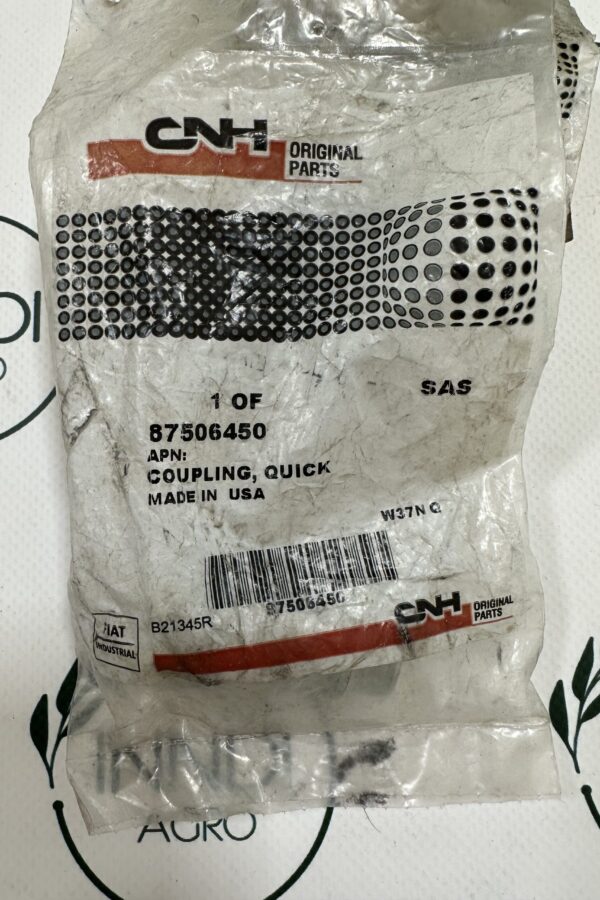 CNH ORIGINAL
PARTS
1 OF
SAS
87506450
APN:
COUPLING, QUICK
MADE IN USA
W37N Q
87506450
B21345R
CNH ORIGINAL
PARTS
FIAT
INDUSTRIAL
AGRO